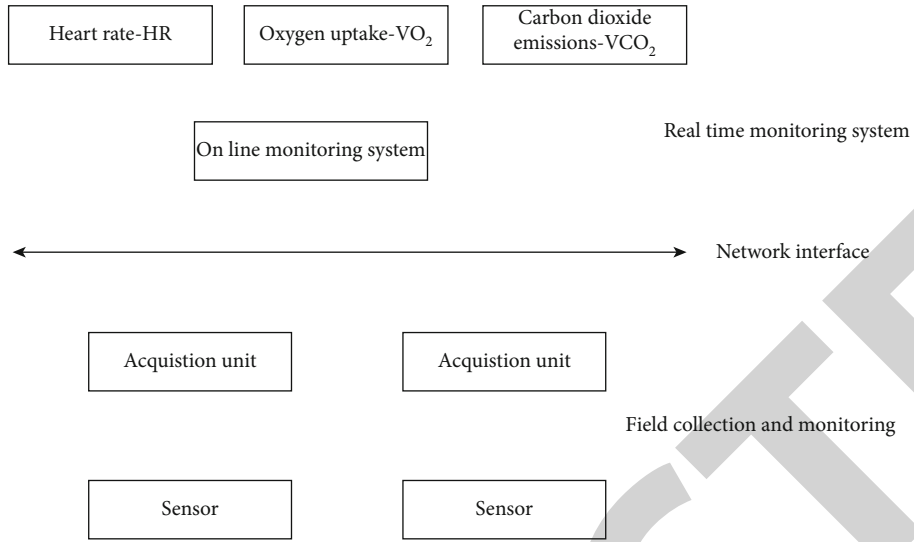 Heart rate-HR
Oxygen uptake-VO₂
Carbon dioxide
emissions-VCO₂
Real time monitoring system
On line monitoring system
Network interface
Acquistion unit
Acquistion unit
Field collection and monitoring
Sensor
Sensor